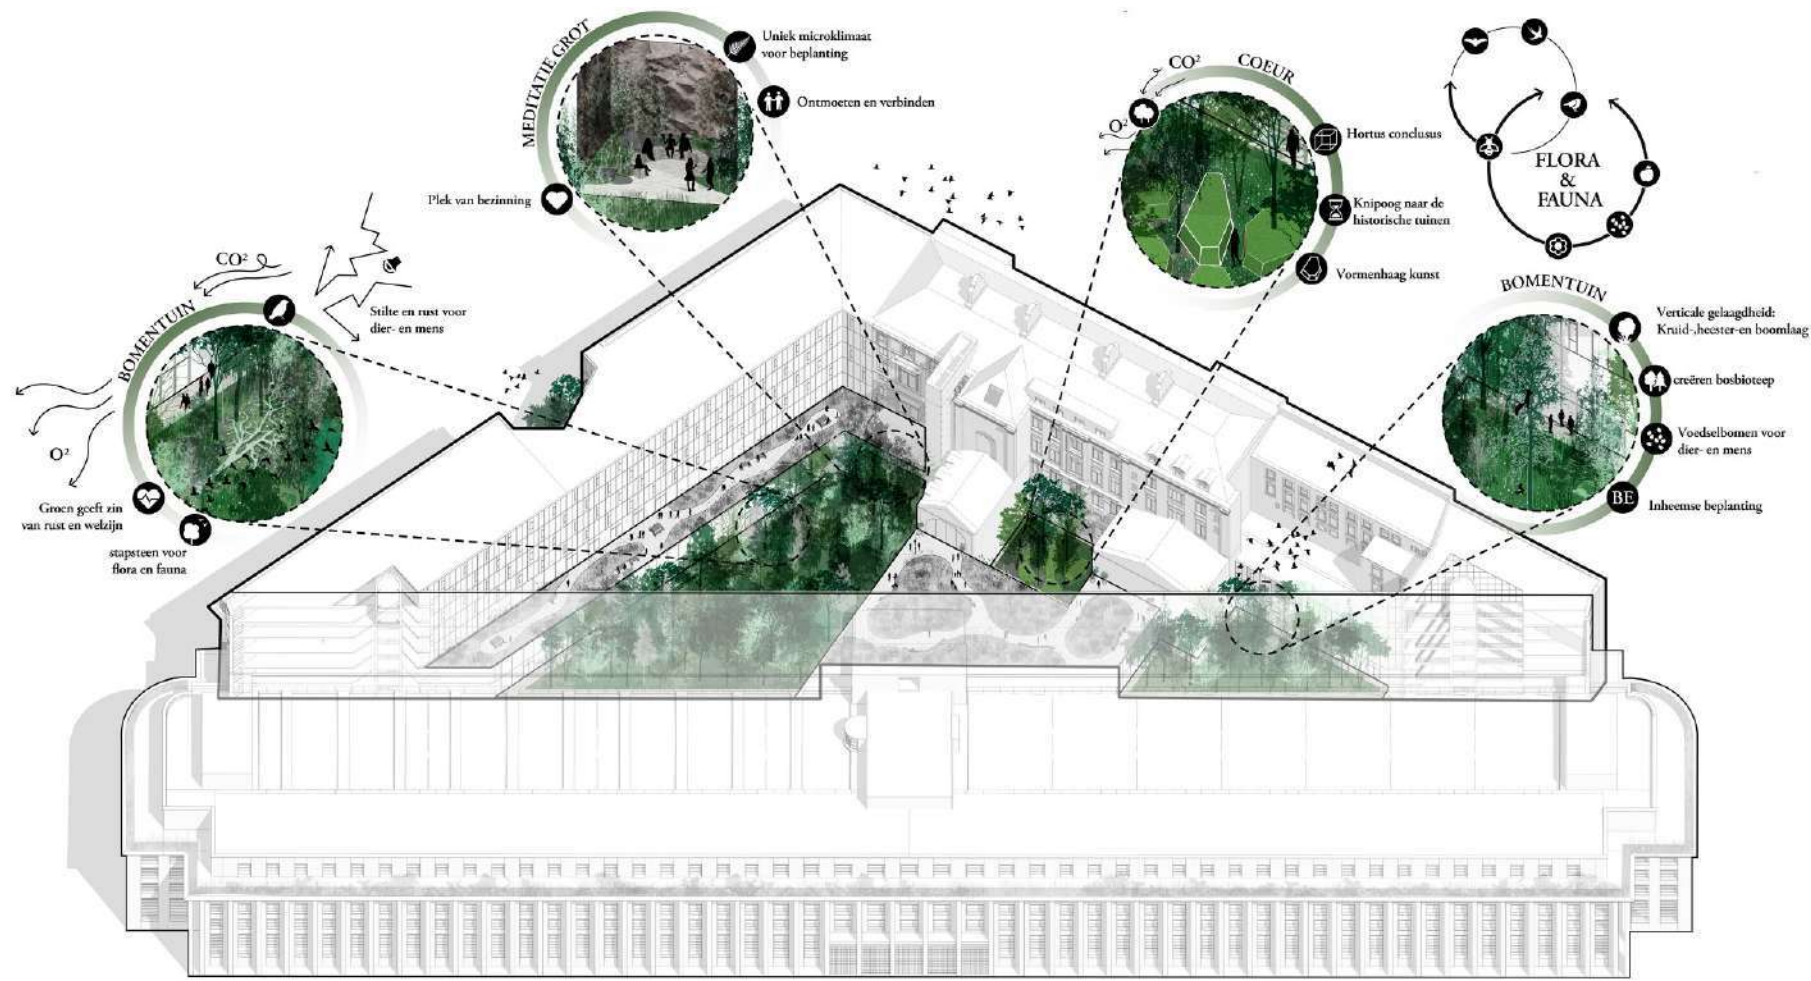 MEDITATIE GROT
Uniek microklimaat
voor beplanting
Ontmoeten en verbinden
Plek van bezinning
COEUR
CO²
O²
Hortus conclusus
Knipoog naar de
historische tuinen
Vormenhaag kunst
FLORA
&
FAUNA
BOMENTUIN
CO²
O²
Stilte en rust voor
dier- en mens
Groen geeft zin
van rust en welzijn
stapsteen voor
flora en fauna
BOMENTUIN
Verticale gelaagdheid:
Kruid-,heester-en boomlaag
creëren bosbioteep
Voedselbomen voor
dier- en mens
BE
Inheemse beplanting